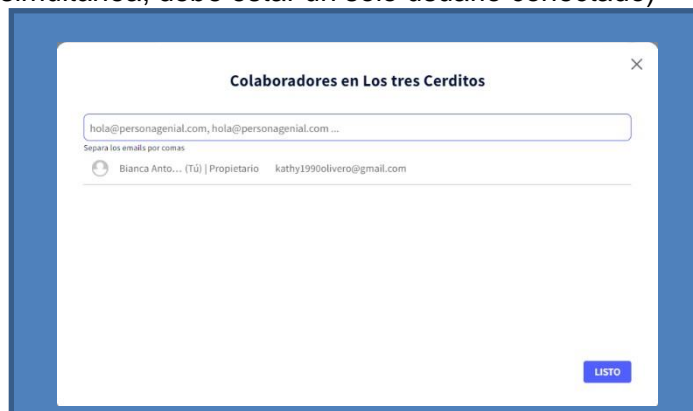 simultánea, debe estar un solo usuario conectado)
Colaboradores en Los tres Cerditos
hola@personagenial.com, hola@personagenial.com ...
Separa los emails por comas
Bianca Anto... (Tú) | Propietario kathy1990olivero@gmail.com
LISTO